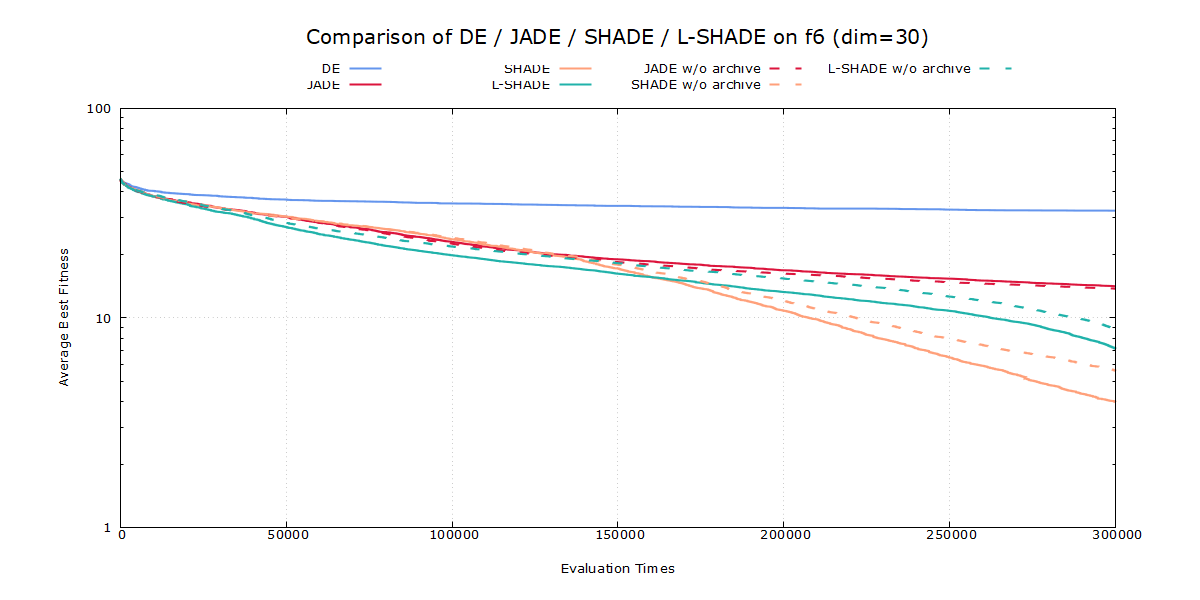 Comparison of DE / JADE / SHADE / L-SHADE on f6 (dim=30)
DE SHADE JADE w/o archive L-SHADE w/o archive
JADE L-SHADE SHADE w/o archive
100
10
1
Average Best Fitness
0 50000 100000 150000 200000 250000 300000
Evaluation Times